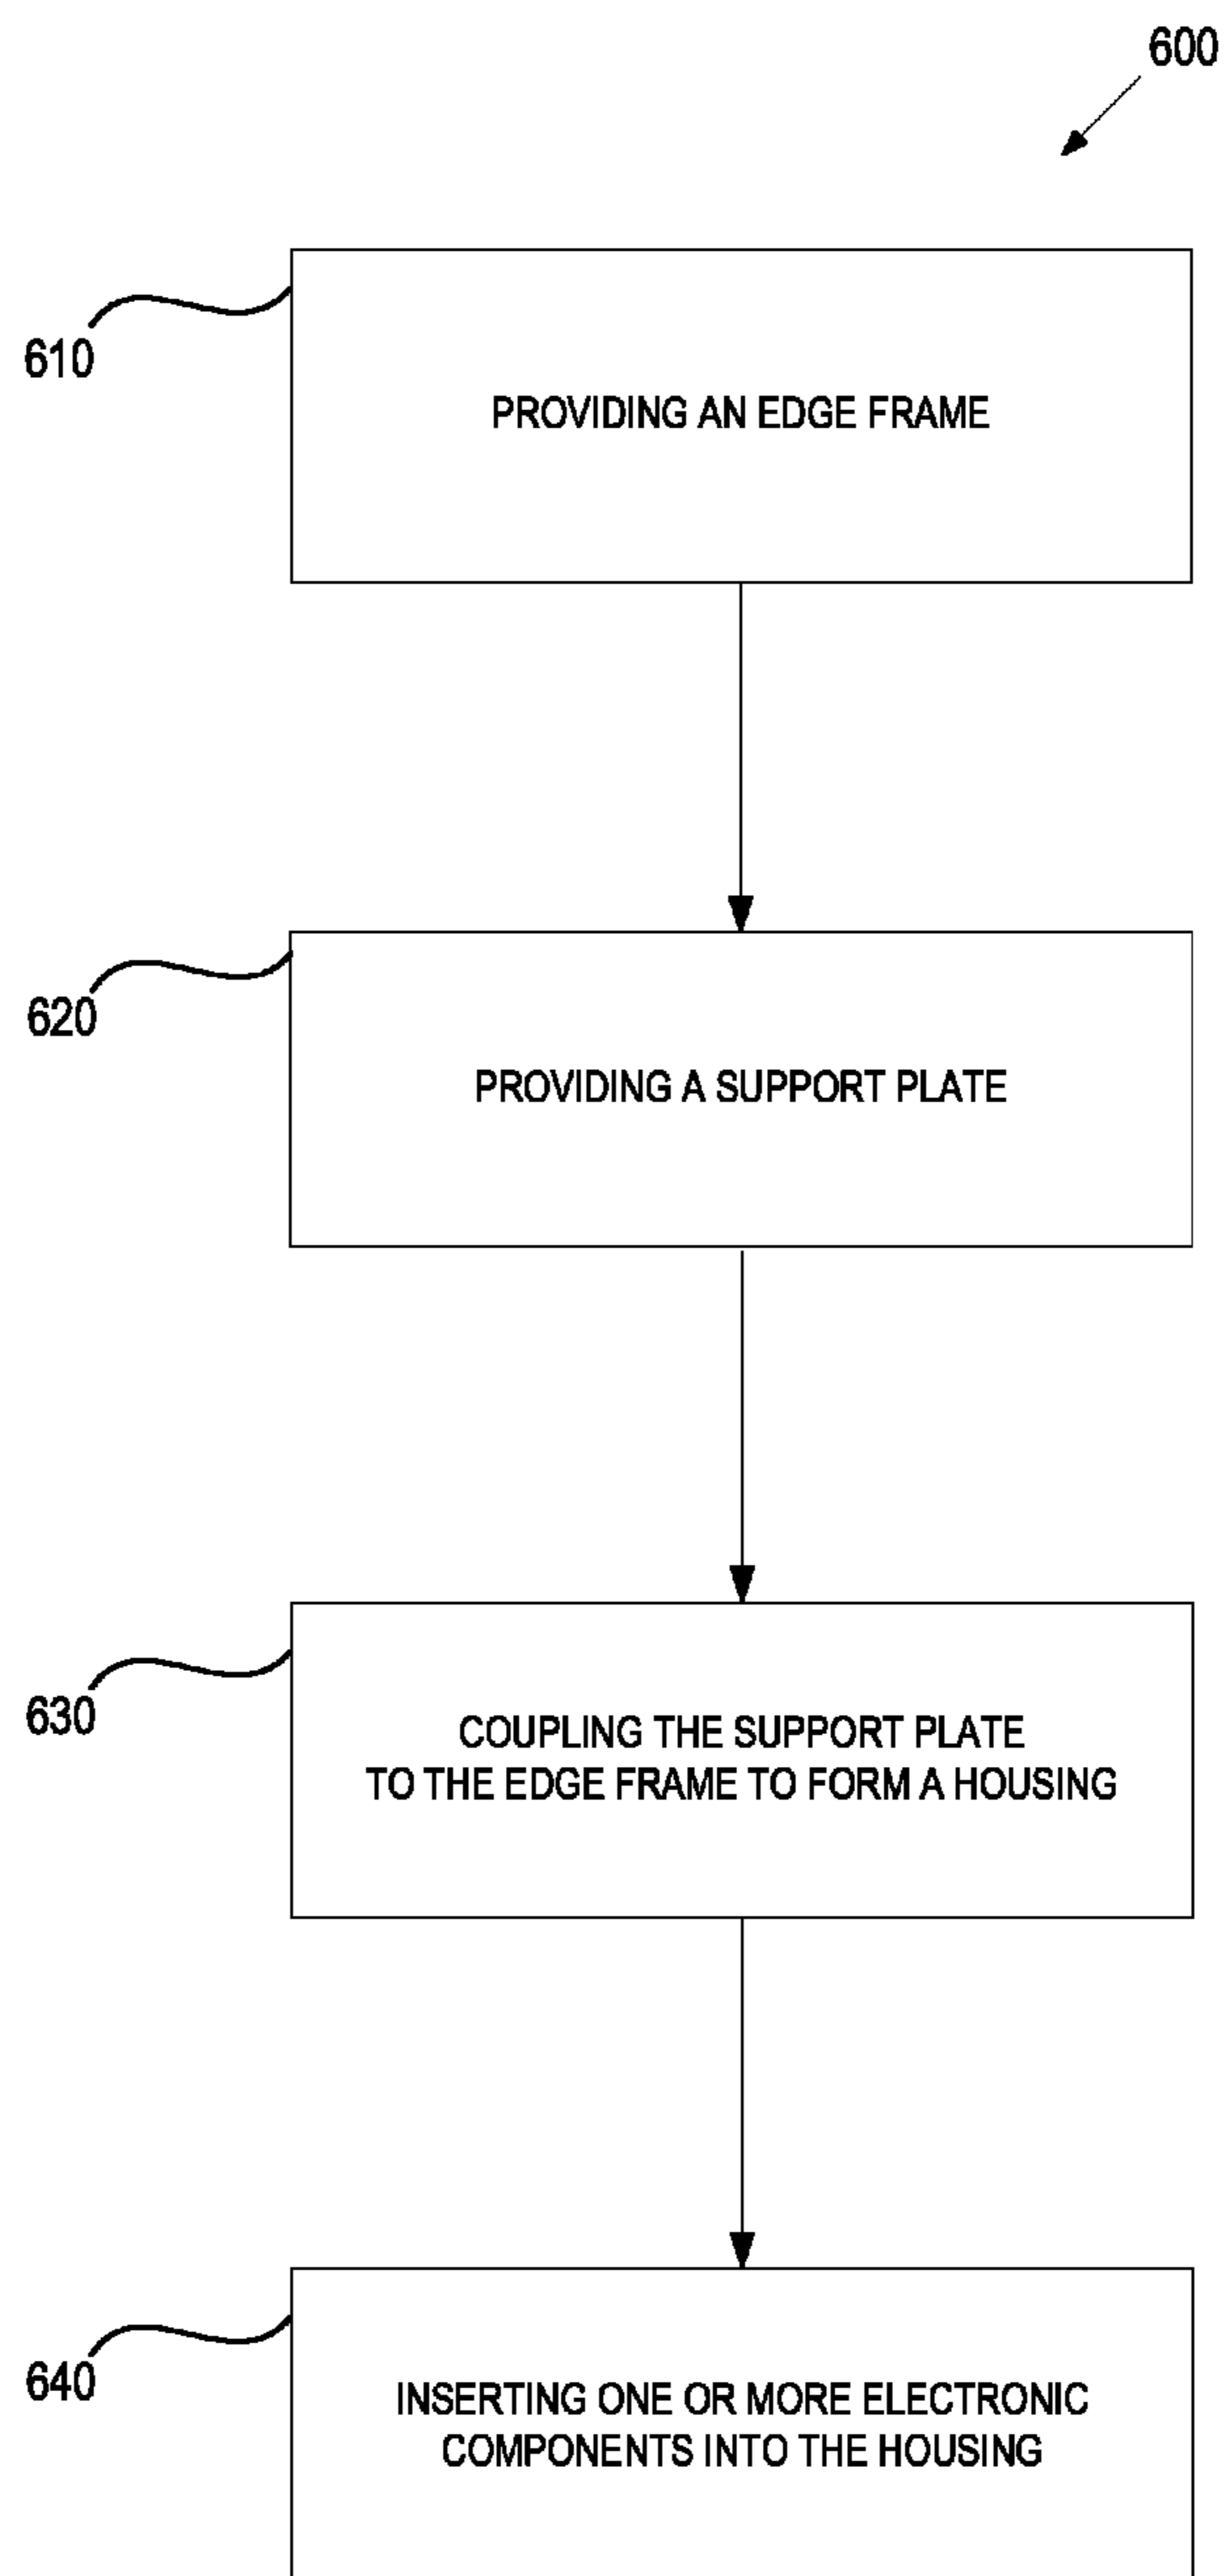 600
610
PROVIDING AN EDGE FRAME
620
PROVIDING A SUPPORT PLATE
630
COUPLING THE SUPPORT PLATE
TO THE EDGE FRAME TO FORM A HOUSING
640
INSERTING ONE OR MORE ELECTRONIC
COMPONENTS INTO THE HOUSING